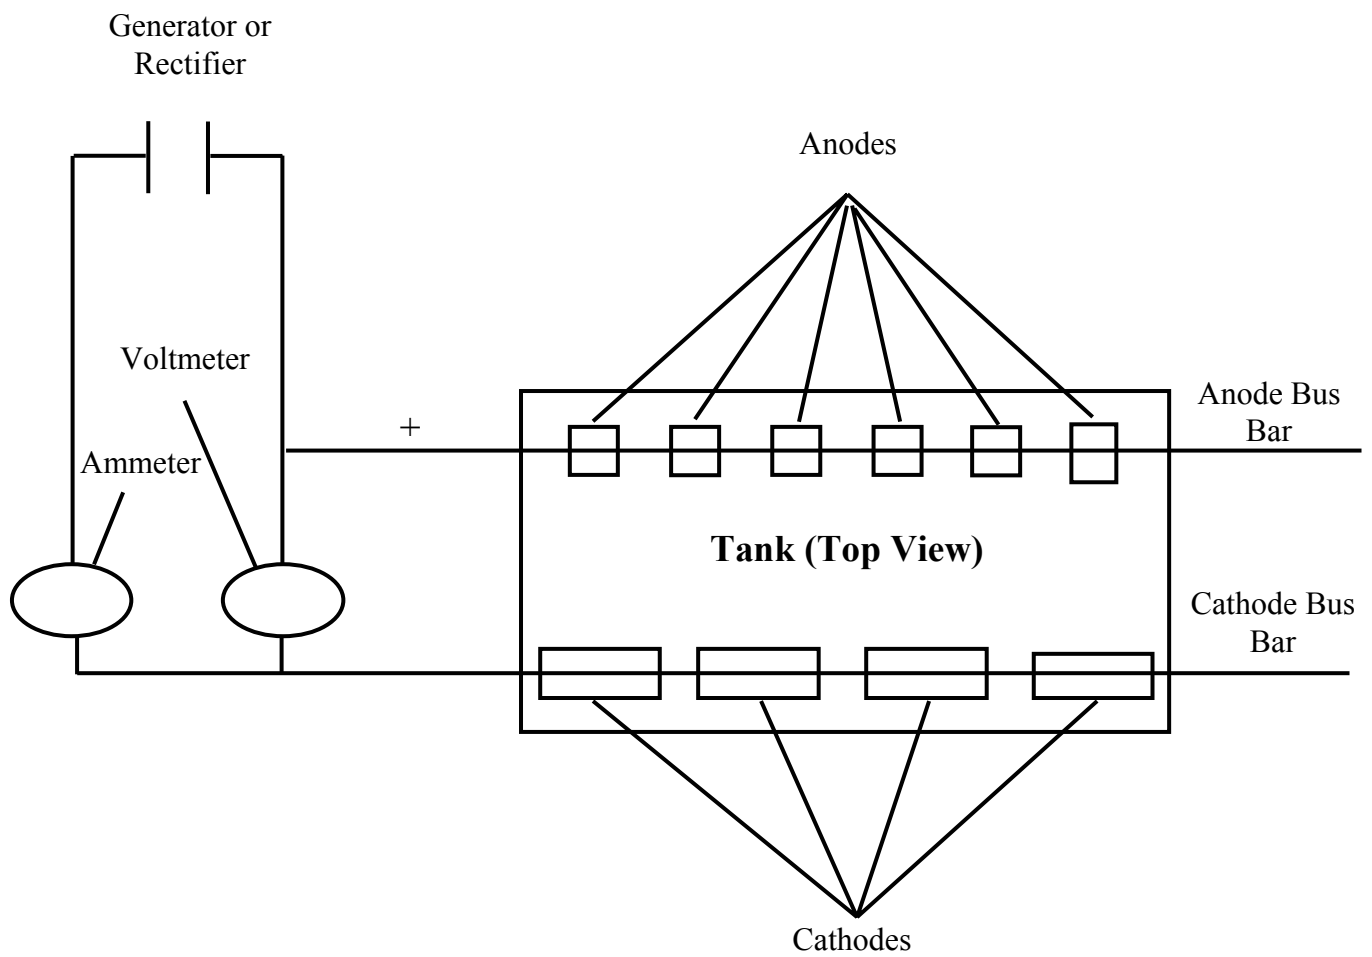 Generator or
Rectifier
Anodes
Voltmeter
Anode Bus
Bar
+
Ammeter
Tank (Top View)
Cathode Bus
Bar
Cathodes